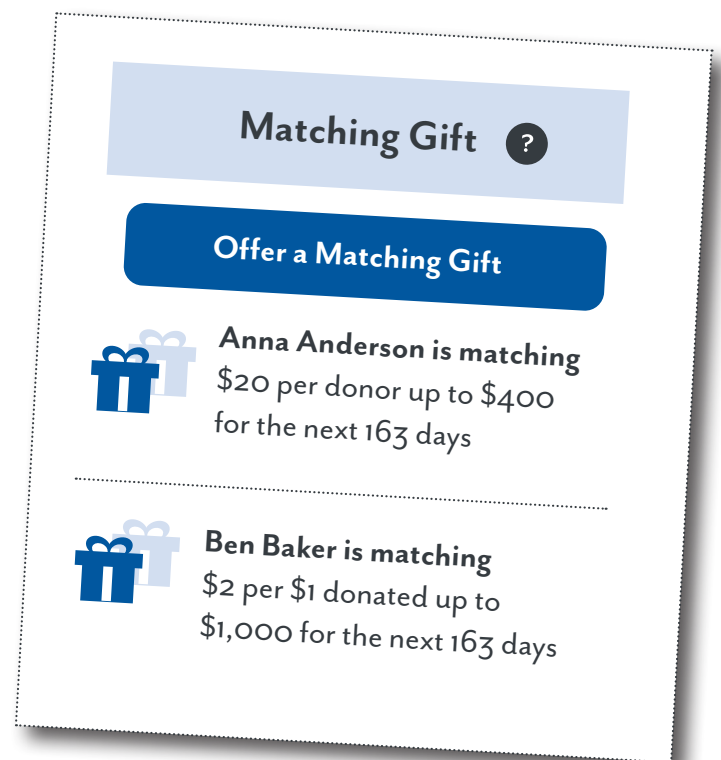 Matching Gift ?
Offer a Matching Gift
Anna Anderson is matching
$20 per donor up to $400
for the next 163 days
Ben Baker is matching
$2 per $1 donated up to
$1,000 for the next 163 days